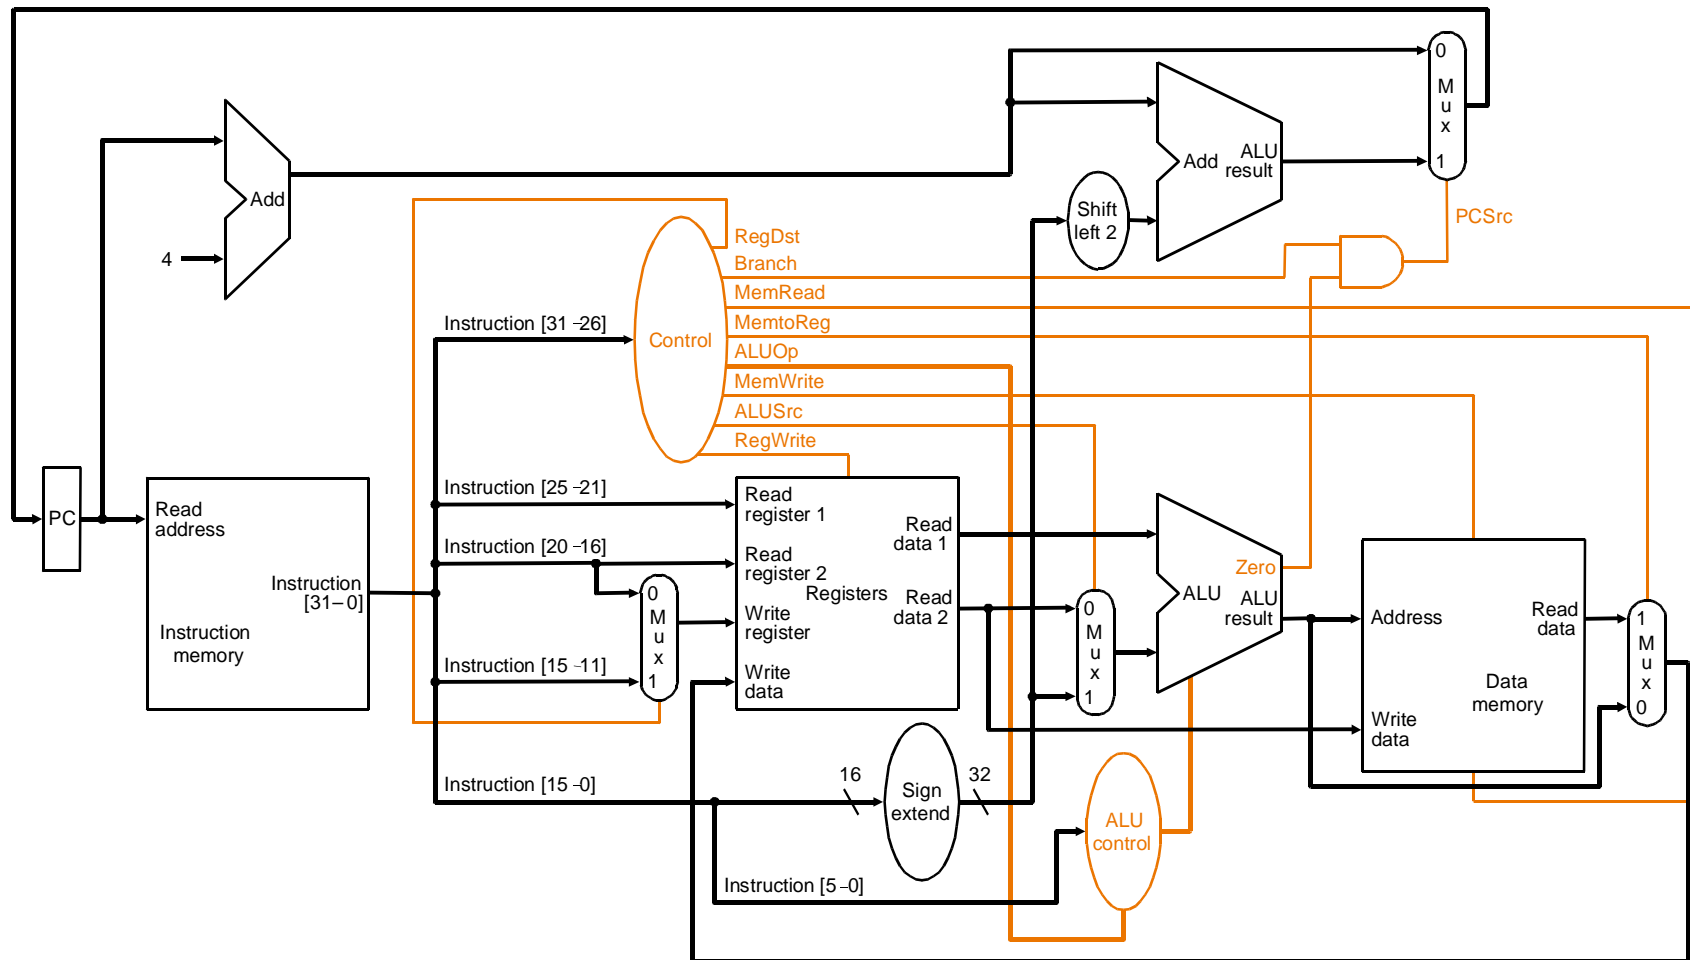 0
M
u
x
1
Add
ALU
result
Add
4
Shift
left 2
PCSrc
RegDst
Branch
MemRead
MemtoReg
ALUOp
MemWrite
ALUSrc
RegWrite
Control
Instruction [31–26]
Instruction [25–21]
Instruction [20–16]
Instruction [15–11]
Instruction [15–0]
Instruction [5–0]
PC
Read
address
Instruction
[31–0]
Instruction
memory
0
M
u
x
1
Read
register 1
Read
register 2
Registers
Write
register
Write
data
Read
data 1
Read
data 2
0
M
u
x
1
Zero
ALU
ALU
result
Address
Read
data
Data
memory
Write
data
1
M
u
x
0
16
Sign
extend
32
ALU
control